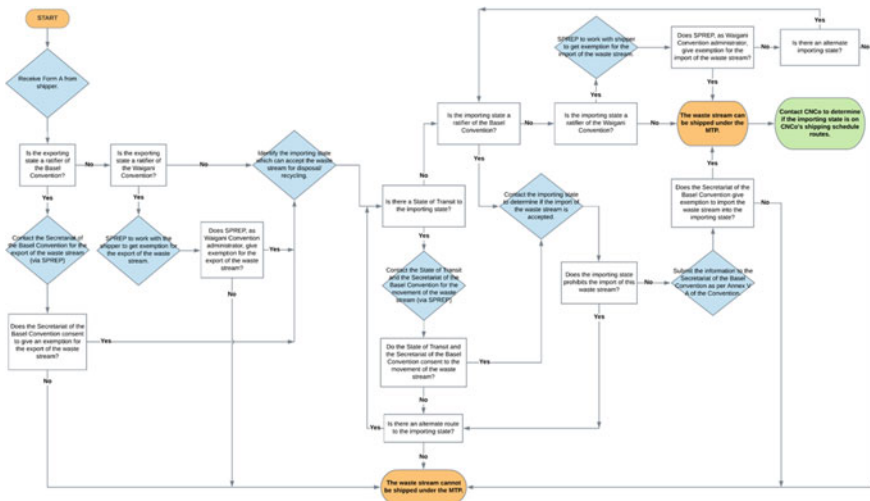 START
Receive Form A from
shipper.
Is the exporting
state a ratifier of
the Basel
Convention?
No
Is the exporting
state a ratifier of
the Waigani
Convention?
No
Identify the importing state
which can accept the waste
stream for disposal
recycling.
Yes
Yes
Contact the Secretariat of
the Basel Convention for the
export of the waste stream
(via SPREP)
SPREP to work with the
shipper to get exemption for
the export of the waste
stream.
Does SPREP, as
Waigani Convention
administrator, give
exemption for the
export of the waste
stream?
Yes
No
Does the Secretariat of the
Basel Convention consent
to give an exemption for
the export of the waste
stream?
Yes
No
Is there a State of Transit
to the importing state?
No
Yes
Contact the State of Transit
and the Secretariat of the
Basel Convention for the
movement of the waste
stream (via SPREP)
Do the State of Transit and
the Secretariat of the Basel
Convention consent to the
movement of the waste
stream?
Yes
No
Is there an alternate route
to the importing state?
Yes
No
The waste stream cannot
be shipped under the MTP.
Is the importing state a
ratifier of the Basel
Convention?
No
Yes
Is the importing state a
ratifier of the Waigani
Convention?
Yes
No
SPREP to work with shipper
to get exemption for the
import of the waste stream.
Does SPREP, as Waigani
Convention administrator,
give exemption for the
import of the waste stream?
No
Yes
Is there an alternate
importing state?
Yes
No
The waste stream can
be shipped under the
MTP.
Contact CNCo to determine
if the importing state is on
CNCo's shipping schedule
routes.
Contact the importing state
to determine if the import of
the waste stream is
accepted.
Does the importing state
prohibits the import of this
waste stream?
Yes
No
Submit the information to the
Secretariat of the Basel
Convention as per Annex V
A of the Convention.
Does the Secretariat of the
Basel Convention give
exemption to import the
waste stream into the
importing state?
Yes
No